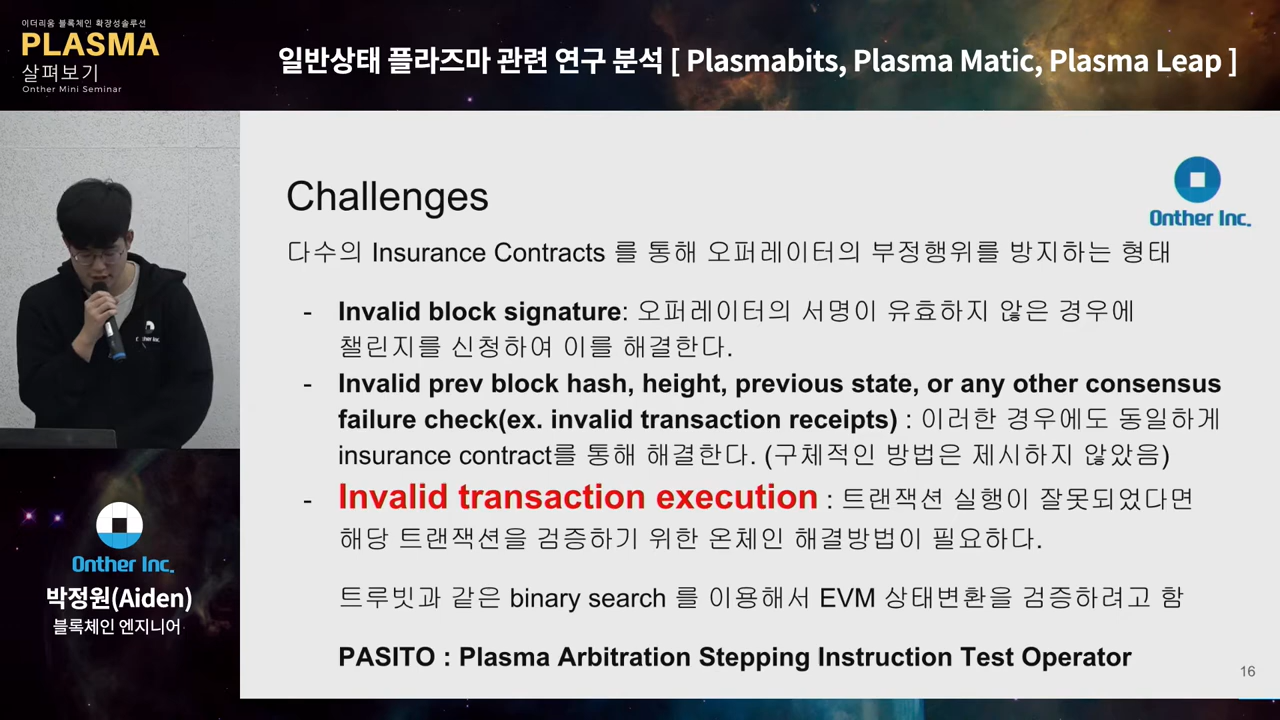 이더리움 블록체인 확장성솔루션
PLASMA
살펴보기
Onther Mini Seminar
일반상태 플라즈마 관련 연구 분석 [ Plasmabits, Plasma Matic, Plasma Leap ]
Onther Inc.
Challenges
다수의 Insurance Contracts 를 통해 오퍼레이터의 부정행위를 방지하는 형태
- Invalid block signature: 오퍼레이터의 서명이 유효하지 않은 경우에
챌린지를 신청하여 이를 해결한다.
- Invalid prev block hash, height, previous state, or any other consensus
failure check(ex. invalid transaction receipts) : 이러한 경우에도 동일하게
insurance contract를 통해 해결한다. (구체적인 방법은 제시하지 않았음)
- Invalid transaction execution : 트랜잭션 실행이 잘못되었다면
해당 트랜잭션을 검증하기 위한 온체인 해결방법이 필요하다.
트루빗과 같은 binary search 를 이용해서 EVM 상태변환을 검증하려고 함
PASITO : Plasma Arbitration Stepping Instruction Test Operator
16
Onther Inc.
박정원(Aiden)
블록체인 엔지니어